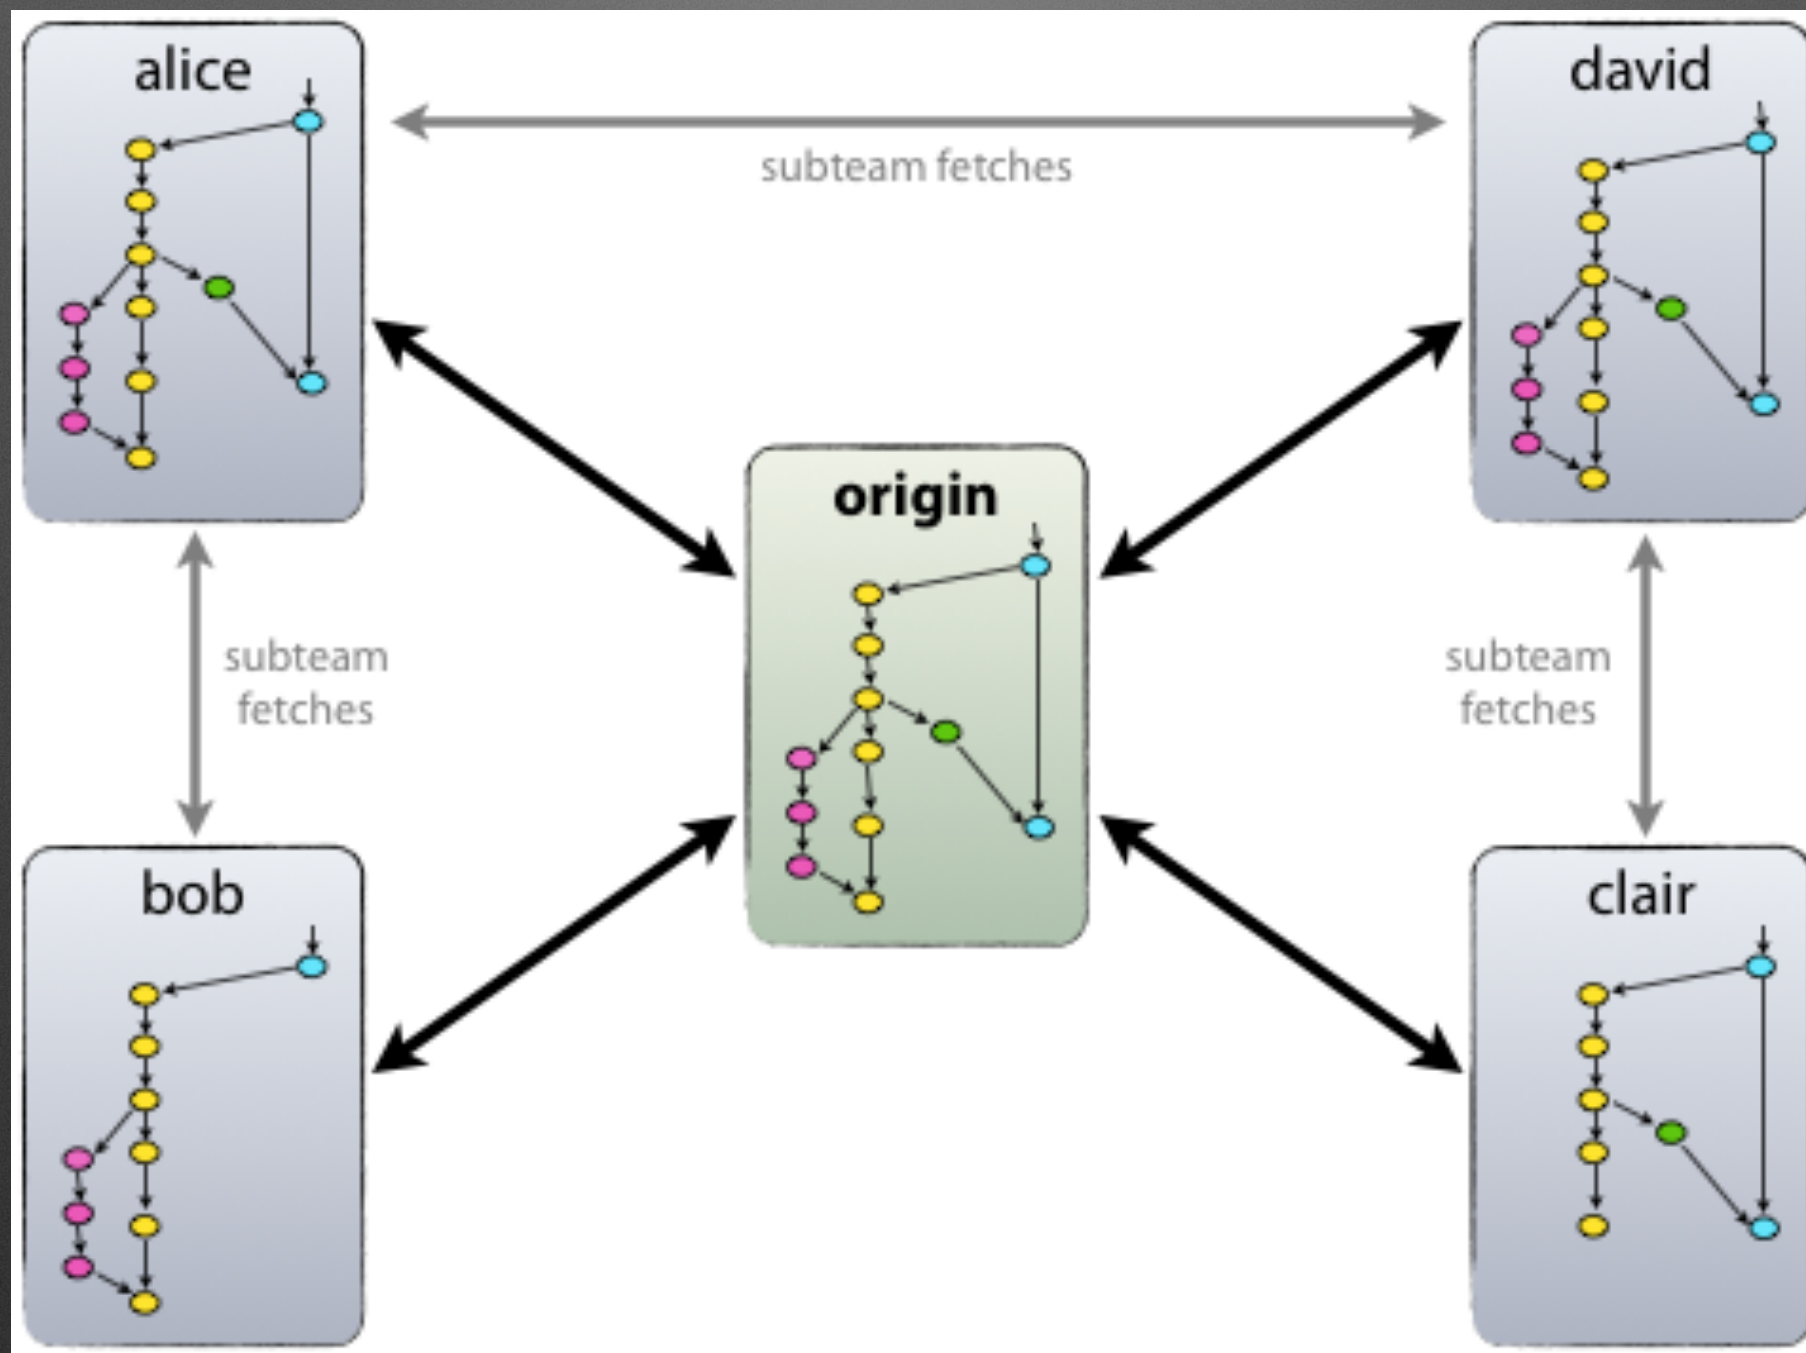 alice
david
subteam fetches
origin
subteam
fetches
subteam
fetches
bob
clair